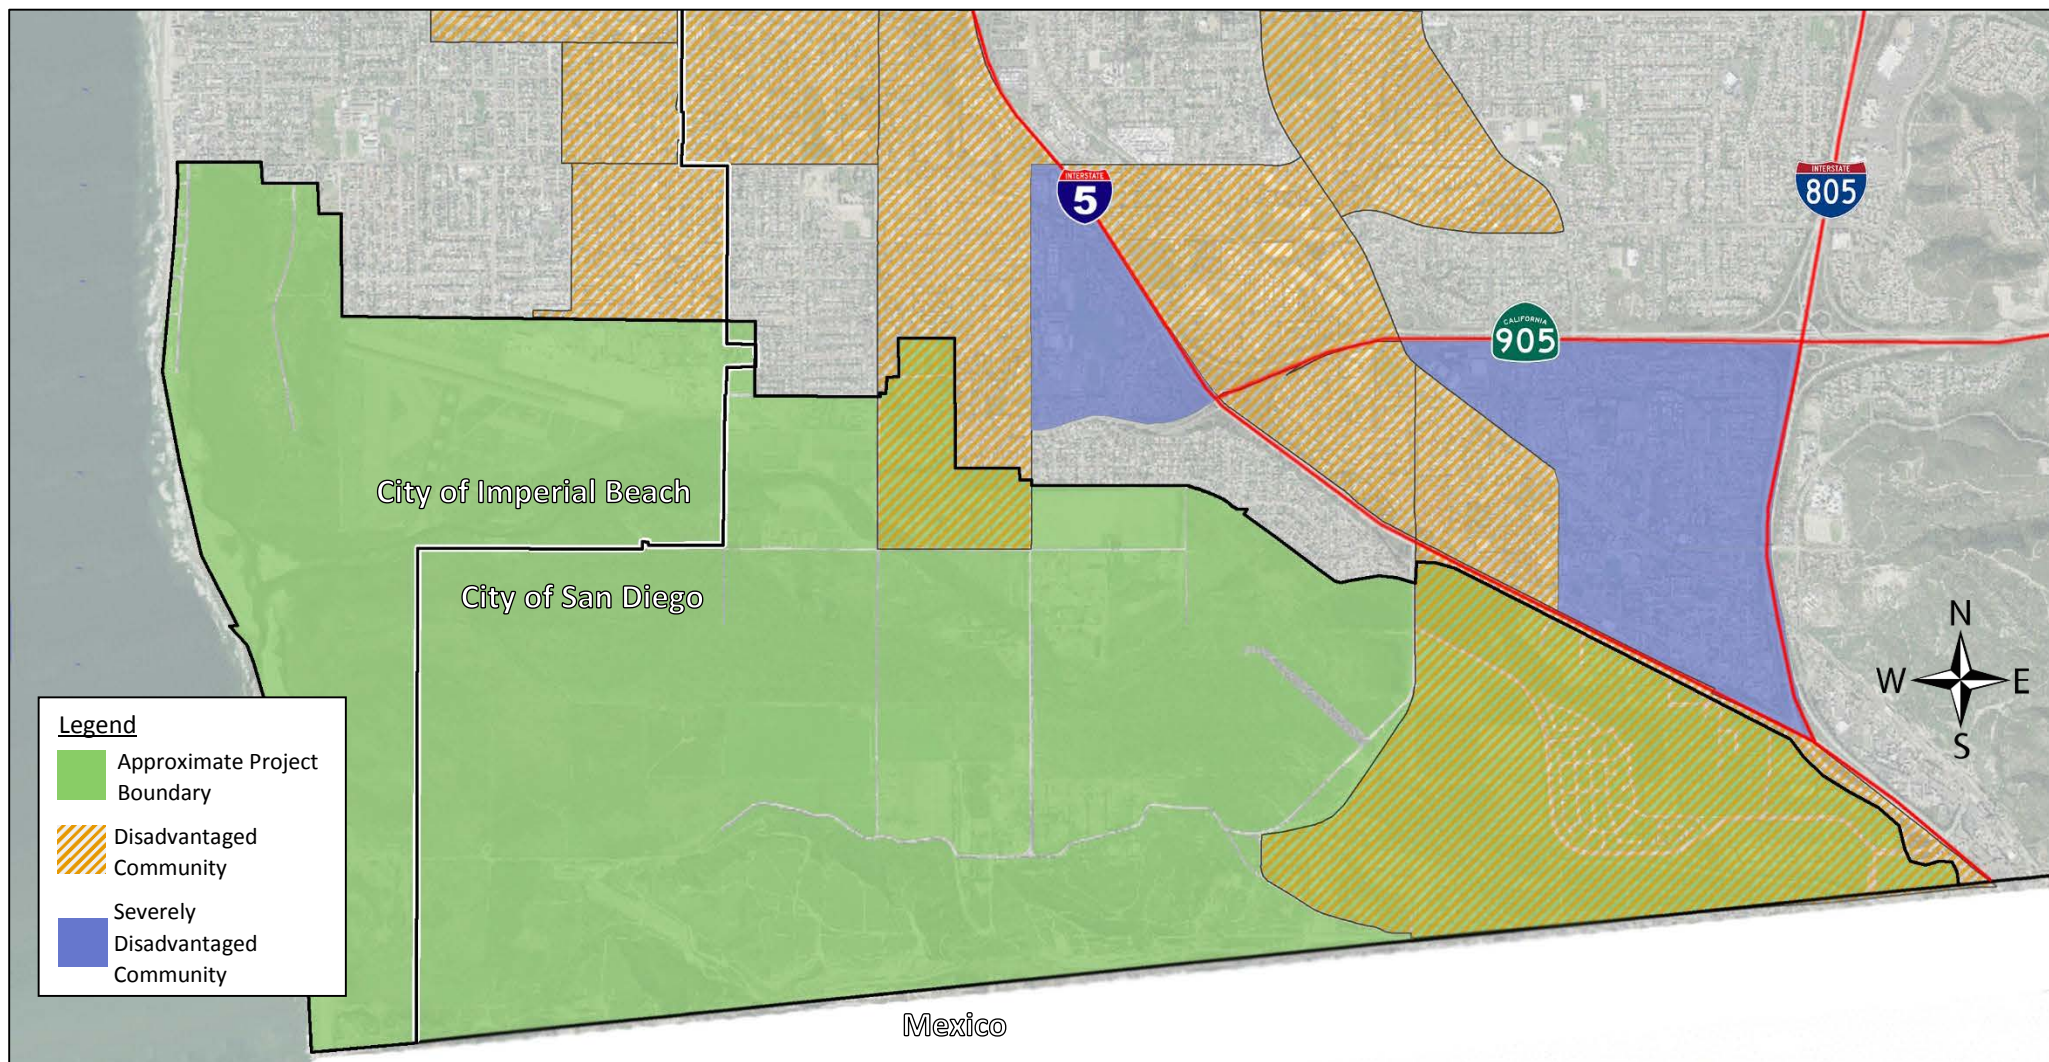 INTERSTATE
5
INTERSTATE
805
CALIFORNIA
905
City of Imperial Beach
City of San Diego
N
W
E
S
Legend
Approximate Project
Boundary
Disadvantaged
Community
Severely
Disadvantaged
Community
Mexico